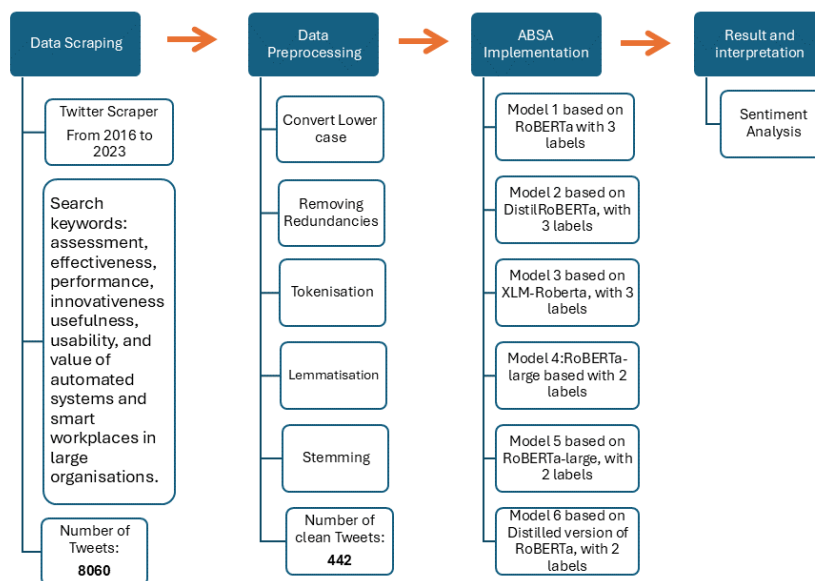 Data Scraping
Twitter Scraper
From 2016 to
2023
Search
keywords:
assessment,
effectiveness,
performance,
innovativeness
usefulness,
usability, and
value of
automated
systems and
smart
workplaces in
large
organisations.
Number of
Tweets:
8060
Data
Preprocessing
Convert Lower
case
Removing
Redundancies
Tokenisation
Lemmatisation
Stemming
Number of
clean Tweets:
442
ABSA
Implementation
Model 1 based on
RoBERTa with 3
labels
Model 2 based on
DistilRoBERTa, with
3 labels
Model 3 based on
XLM-Roberta, with 3
labels
Model 4:RoBERTa-
large based with 2
labels
Model 5 based on
RoBERTa-large, with
2 labels
Model 6 based on
Distilled version of
RoBERTa, with 2
labels
Result and
interpretation
Sentiment
Analysis